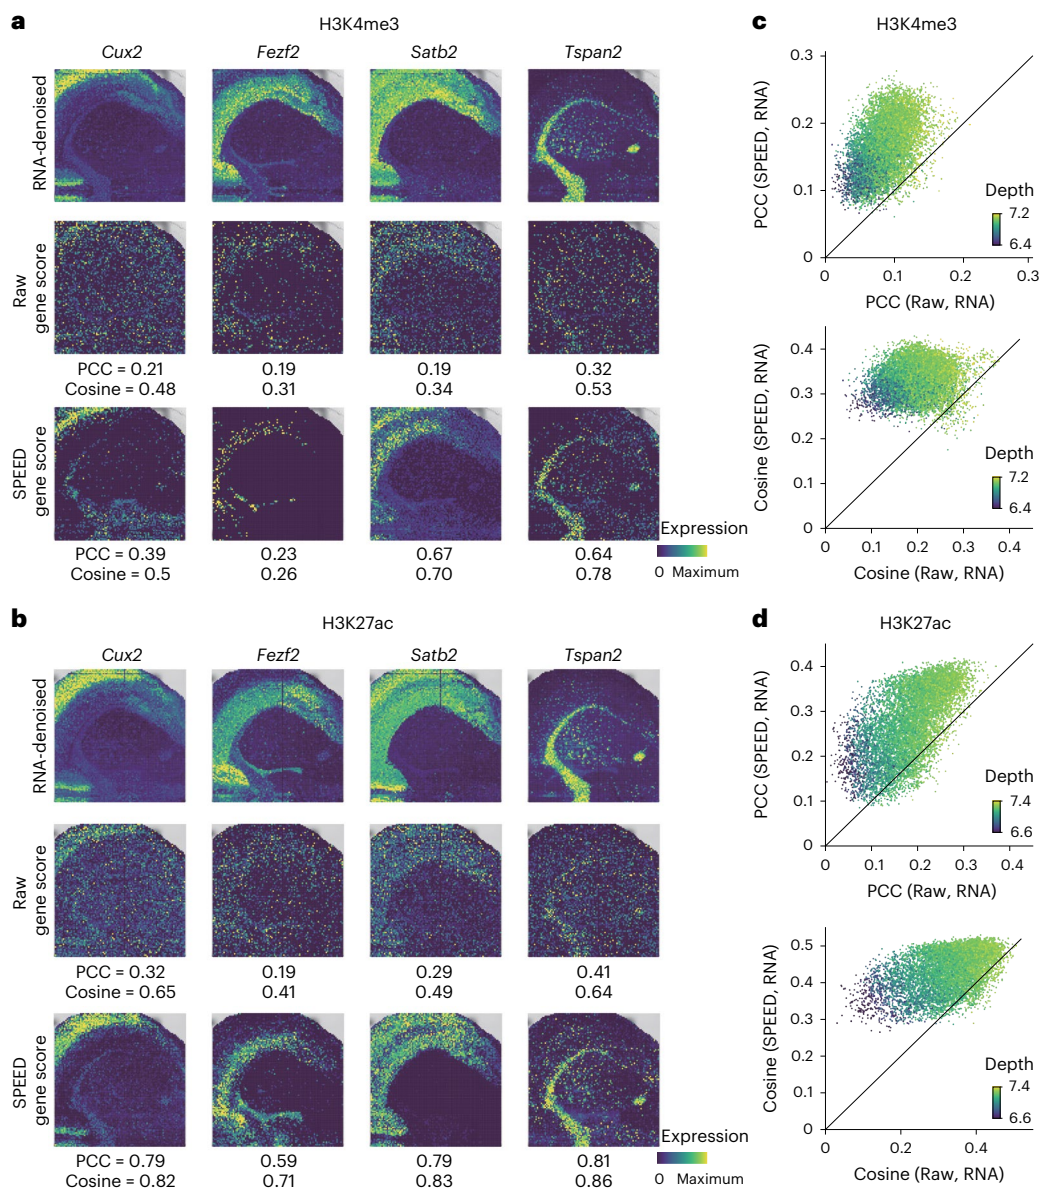 a
H3K4me3
Cux2 Fezf2 Satb2 Tspan2
RNA-denoised
Raw
gene score
PCC = 0.21 0.19 0.19 0.32
Cosine = 0.48 0.31 0.34 0.53
SPEED
gene score
Expression
0 Maximum
PCC = 0.39 0.23 0.67 0.64
Cosine = 0.5 0.26 0.70 0.78
b
H3K27ac
Cux2 Fezf2 Satb2 Tspan2
RNA-denoised
Raw
gene score
PCC = 0.32 0.19 0.29 0.41
Cosine = 0.65 0.41 0.49 0.64
SPEED
gene score
Expression
0 Maximum
PCC = 0.79 0.59 0.79 0.81
Cosine = 0.82 0.71 0.83 0.86
c
H3K4me3
PCC (SPEED, RNA)
0.3
0.2
0.1
0
Depth
7.2
6.4
0 0.1 0.2 0.3
PCC (Raw, RNA)
Cosine (SPEED, RNA)
0.4
0.3
0.2
0.1
0
Depth
7.2
6.4
0 0.1 0.2 0.3 0.4
Cosine (Raw, RNA)
d
H3K27ac
PCC (SPEED, RNA)
0.4
0.3
0.2
0.1
0
Depth
7.4
6.6
0 0.1 0.2 0.3 0.4
PCC (Raw, RNA)
Cosine (SPEED, RNA)
0.5
0.4
0.3
0.2
0.1
0
Depth
7.4
6.6
0 0.2 0.4
Cosine (Raw, RNA)